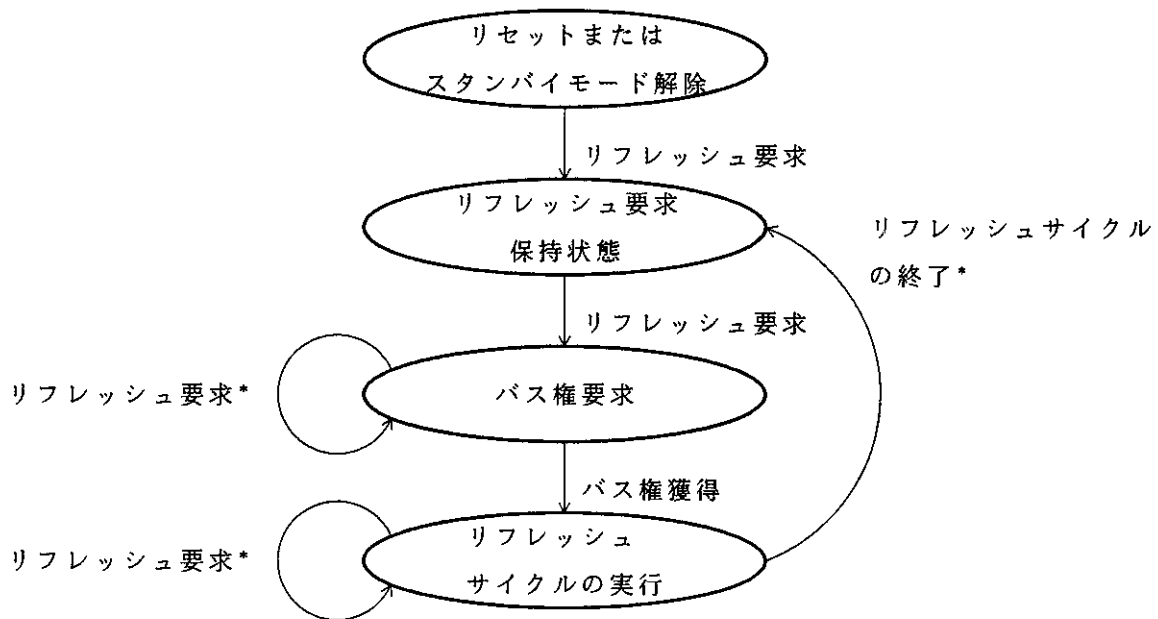 リセットまたは
スタンバイモード解除
リフレッシュ要求
リフレッシュ要求
保持状態
リフレッシュサイクル
の終了*
リフレッシュ要求
リフレッシュ要求*
バス権要求
バス権獲得
リフレッシュ要求*
リフレッシュ
サイクルの実行